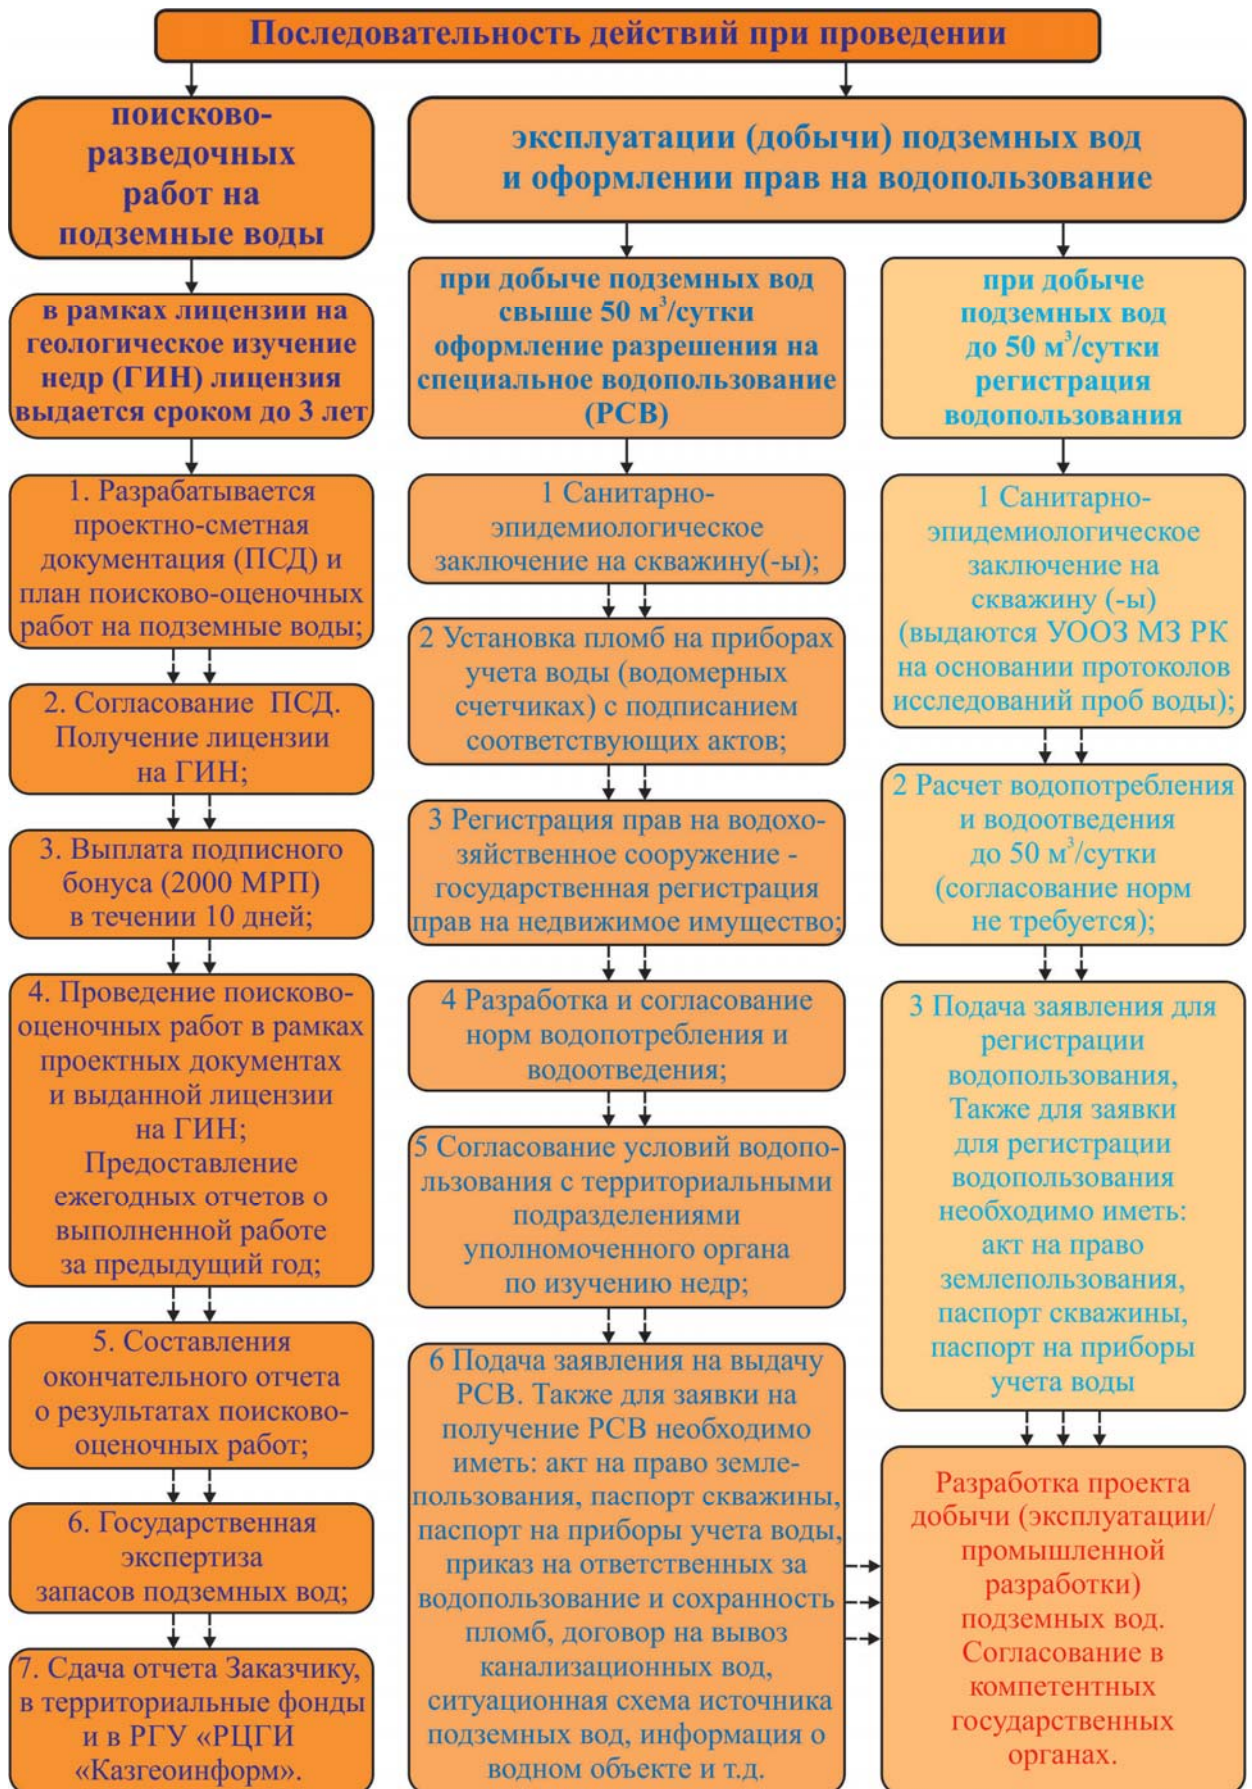 Последовательность действий при проведении
поисково-
разведочных
работ на
подземные воды
в рамках лицензии на
геологическое изучение
недр (ГИН) лицензия
выдается сроком до 3 лет
1. Разрабатывается
проектно-сметная
документация (ПСД) и
план поисково-оценочных
работ на подземные воды;
2. Согласование ПСД.
Получение лицензии
на ГИН;
3. Выплата подписного
бонуса (2000 МРП)
в течении 10 дней;
4. Проведение поисково-
оценочных работ в рамках
проектных документах
и выданной лицензии
на ГИН;
Предоставление
ежегодных отчетов о
выполненной работе
за предыдущий год;
5. Составления
окончательного отчета
о результатах поисково-
оценочных работ;
6. Государственная
экспертиза
запасов подземных вод;
7. Сдача отчета Заказчику,
в территориальные фонды
и в РГУ «РЦГИ
«Казгеоинформ».
эксплуатации (добычи) подземных вод
и оформлении прав на водопользование
при добыче подземных вод
свыше 50 м³/сутки
оформление разрешения на
специальное водопользование
(РСВ)
1 Санитарно-
эпидемиологическое
заключение на скважину(-ы);
2 Установка пломб на приборах
учета воды (водомерных
счетчиках) с подписанием
соответствующих актов;
3 Регистрация прав на водохо-
зяйственное сооружение -
государственная регистрация
прав на недвижимое имущество;
4 Разработка и согласование
норм водопотребления и
водоотведения;
5 Согласование условий водопо-
льзования с территориальными
подразделениями
уполномоченного органа
по изучению недр;
6 Подача заявления на выдачу
РСВ. Также для заявки на
получение РСВ необходимо
иметь: акт на право земле-
пользования, паспорт скважины,
паспорт на приборы учета воды,
приказ на ответственных за
водопользование и сохранность
пломб, договор на вывоз
канализационных вод,
ситуационная схема источника
подземных вод, информация о
водном объекте и т.д.
при добыче
подземных вод
до 50 м³/сутки
регистрация
водопользования
1 Санитарно-
эпидемиологическое
заключение на
скважину (-ы)
(выдаются УООЗ МЗ РК
на основании протоколов
исследований проб воды);
2 Расчет водопотребления
и водоотведения
до 50 м³/сутки
(согласование норм
не требуется);
3 Подача заявления для
регистрации
водопользования,
Также для заявки
для регистрации
водопользования
необходимо иметь:
акт на право
землепользования,
паспорт скважины,
паспорт на приборы
учета воды
Разработка проекта
добычи (эксплуатации/
промышленной
разработки)
подземных вод.
Согласование в
компетентных
государственных
органах.